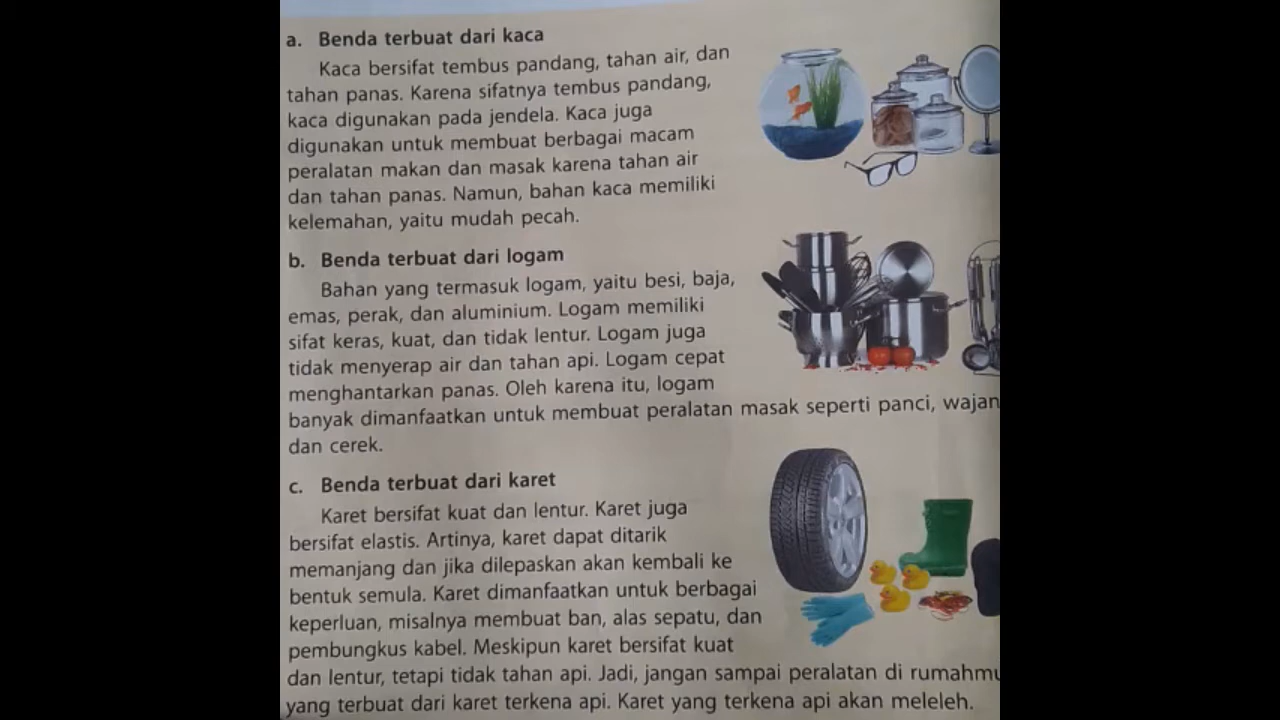 a. Benda terbuat dari kaca
Kaca bersifat tembus pandang, tahan air, dan
tahan panas. Karena sifatnya tembus pandang,
kaca digunakan pada jendela. Kaca juga
digunakan untuk membuat berbagai macam
peralatan makan dan masak karena tahan air
dan tahan panas. Namun, bahan kaca memiliki
kelemahan, yaitu mudah pecah.
b. Benda terbuat dari logam
Bahan yang termasuk logam, yaitu besi, baja,
emas, perak, dan aluminium. Logam memiliki
sifat keras, kuat, dan tidak lentur. Logam juga
tidak menyerap air dan tahan api. Logam cepat
menghantarkan panas. Oleh karena itu, logam
banyak dimanfaatkan untuk membuat peralatan masak seperti panci, wajan
dan cerek.
c. Benda terbuat dari karet
Karet bersifat kuat dan lentur. Karet juga
bersifat elastis. Artinya, karet dapat ditarik
memanjang dan jika dilepaskan akan kembali ke
bentuk semula. Karet dimanfaatkan untuk berbagai
keperluan, misalnya membuat ban, alas sepatu, dan
pembungkus kabel. Meskipun karet bersifat kuat
dan lentur, tetapi tidak tahan api. Jadi, jangan sampai peralatan di rumahmu
yang terbuat dari karet terkena api. Karet yang terkena api akan meleleh.